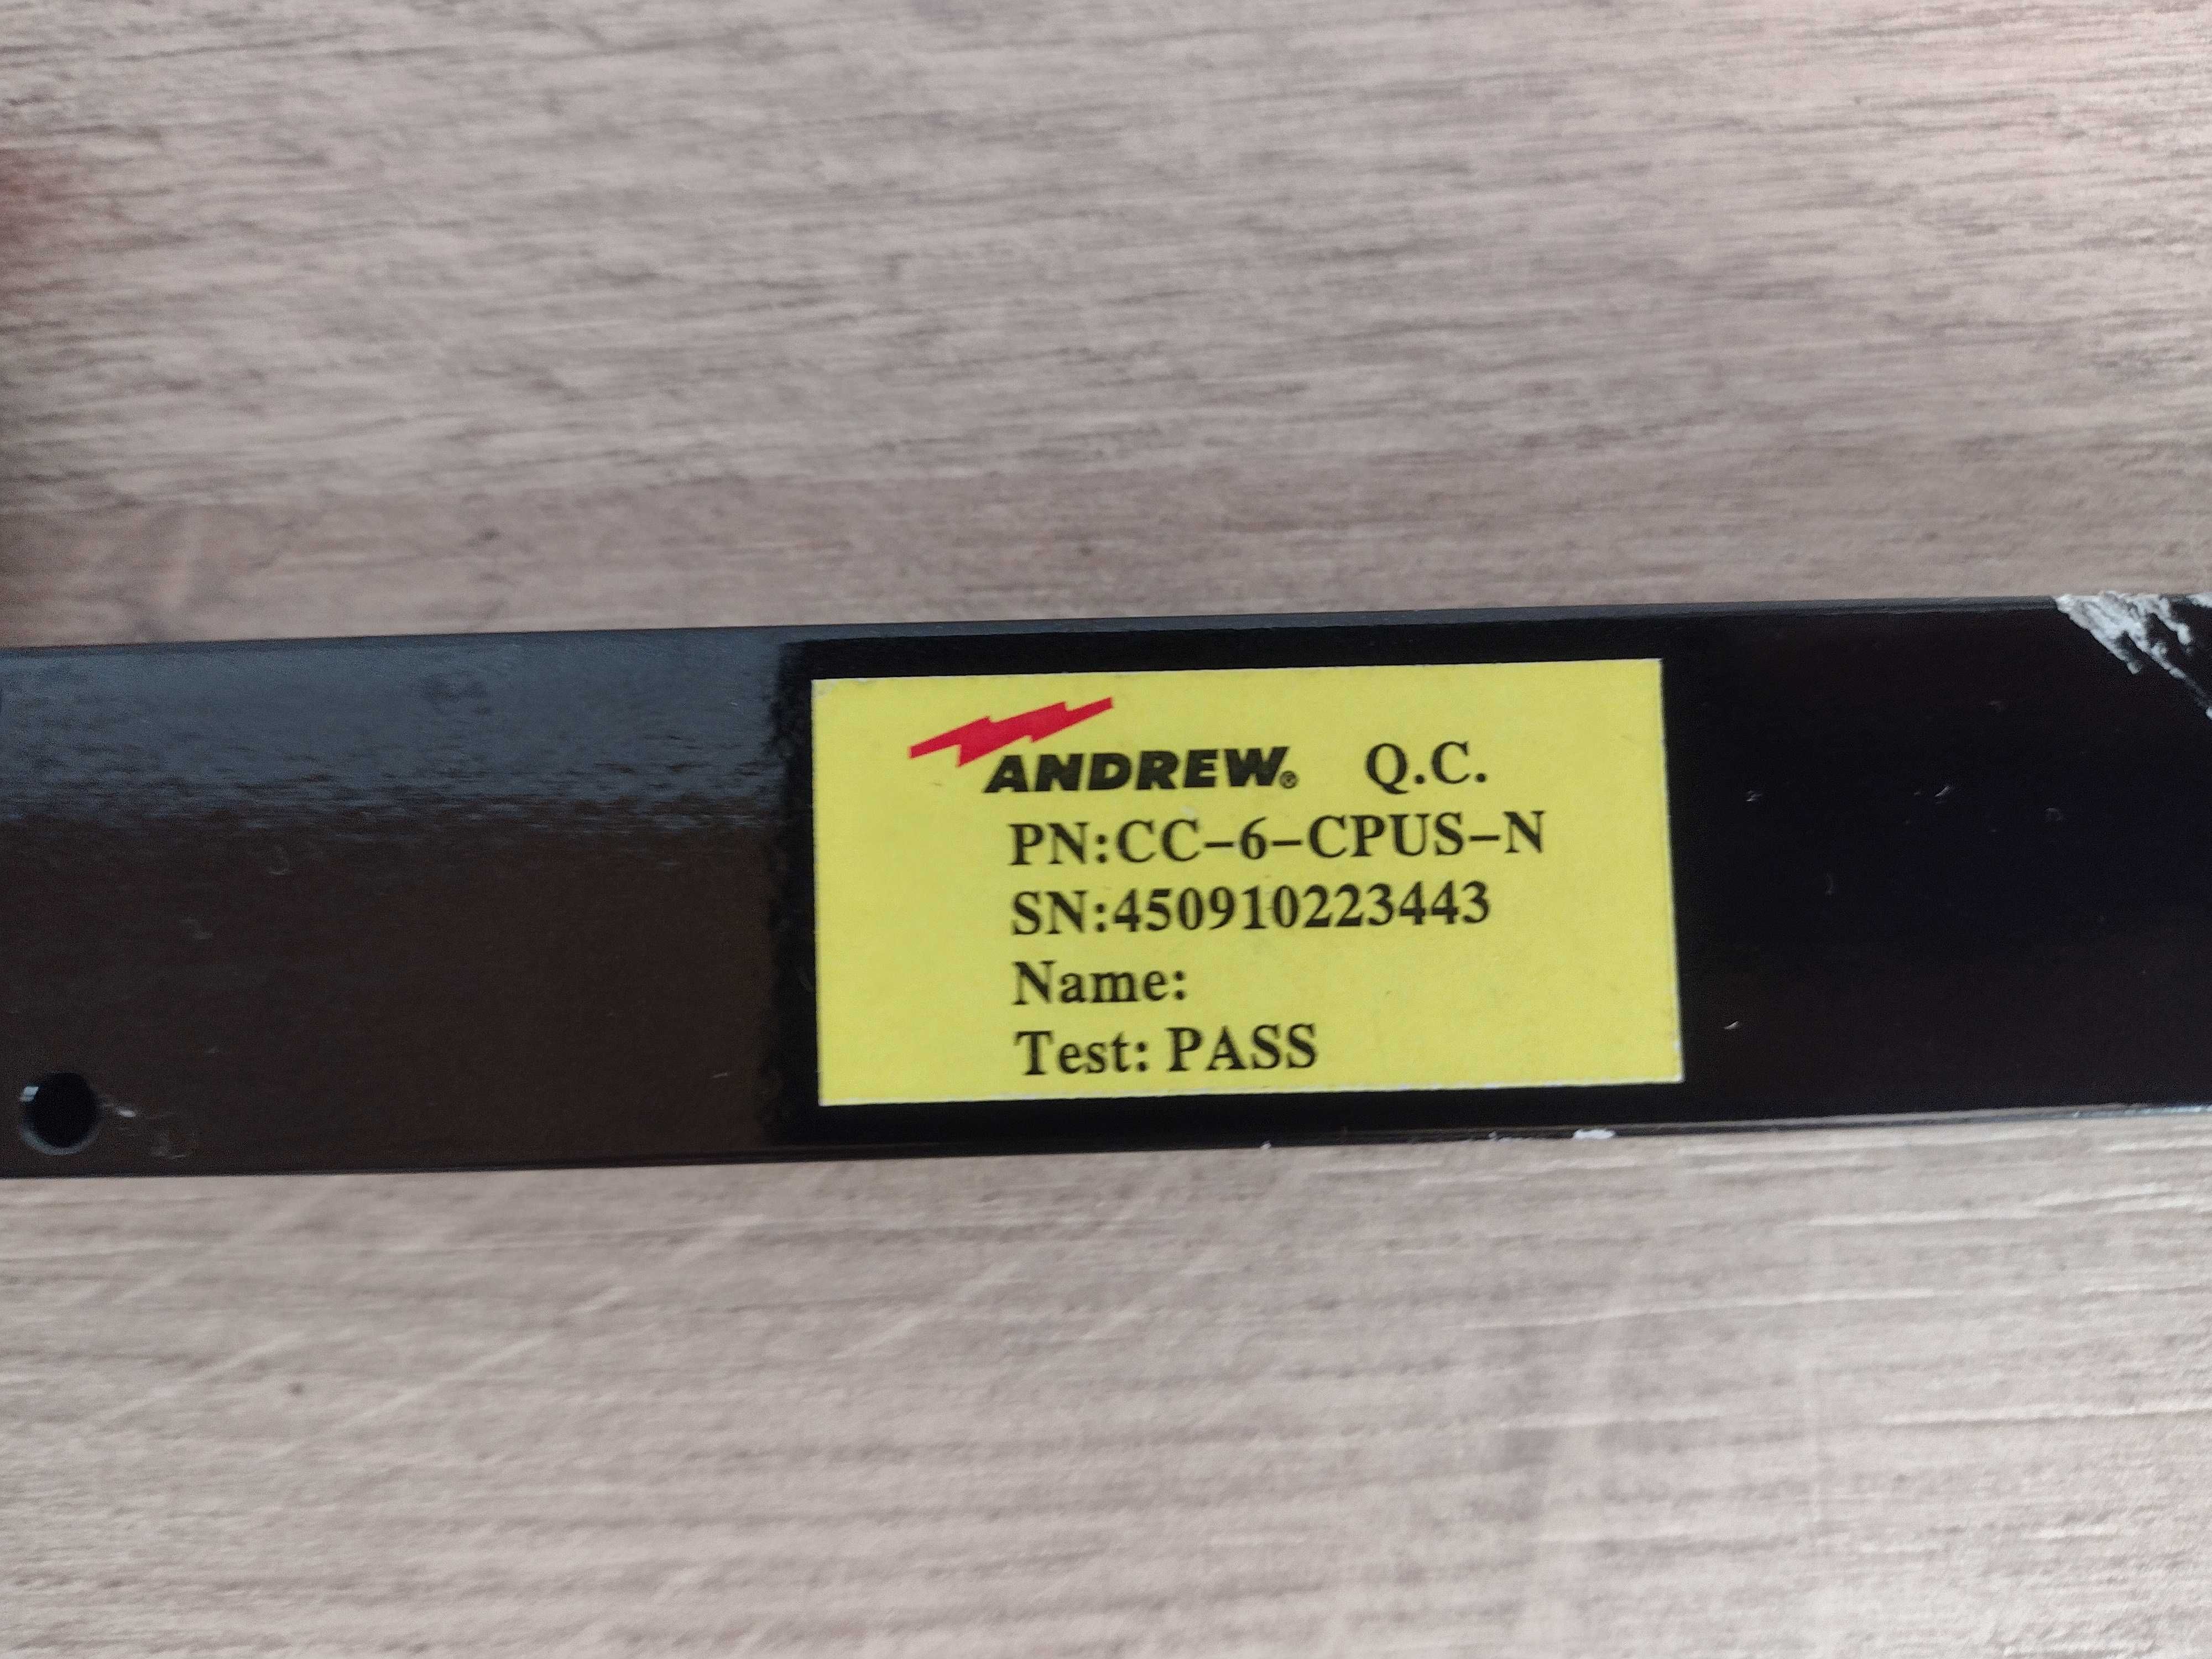 ANDREW® Q.C.
PN:CC-6-CPUS-N
SN:450910223443
Name:
Test: PASS